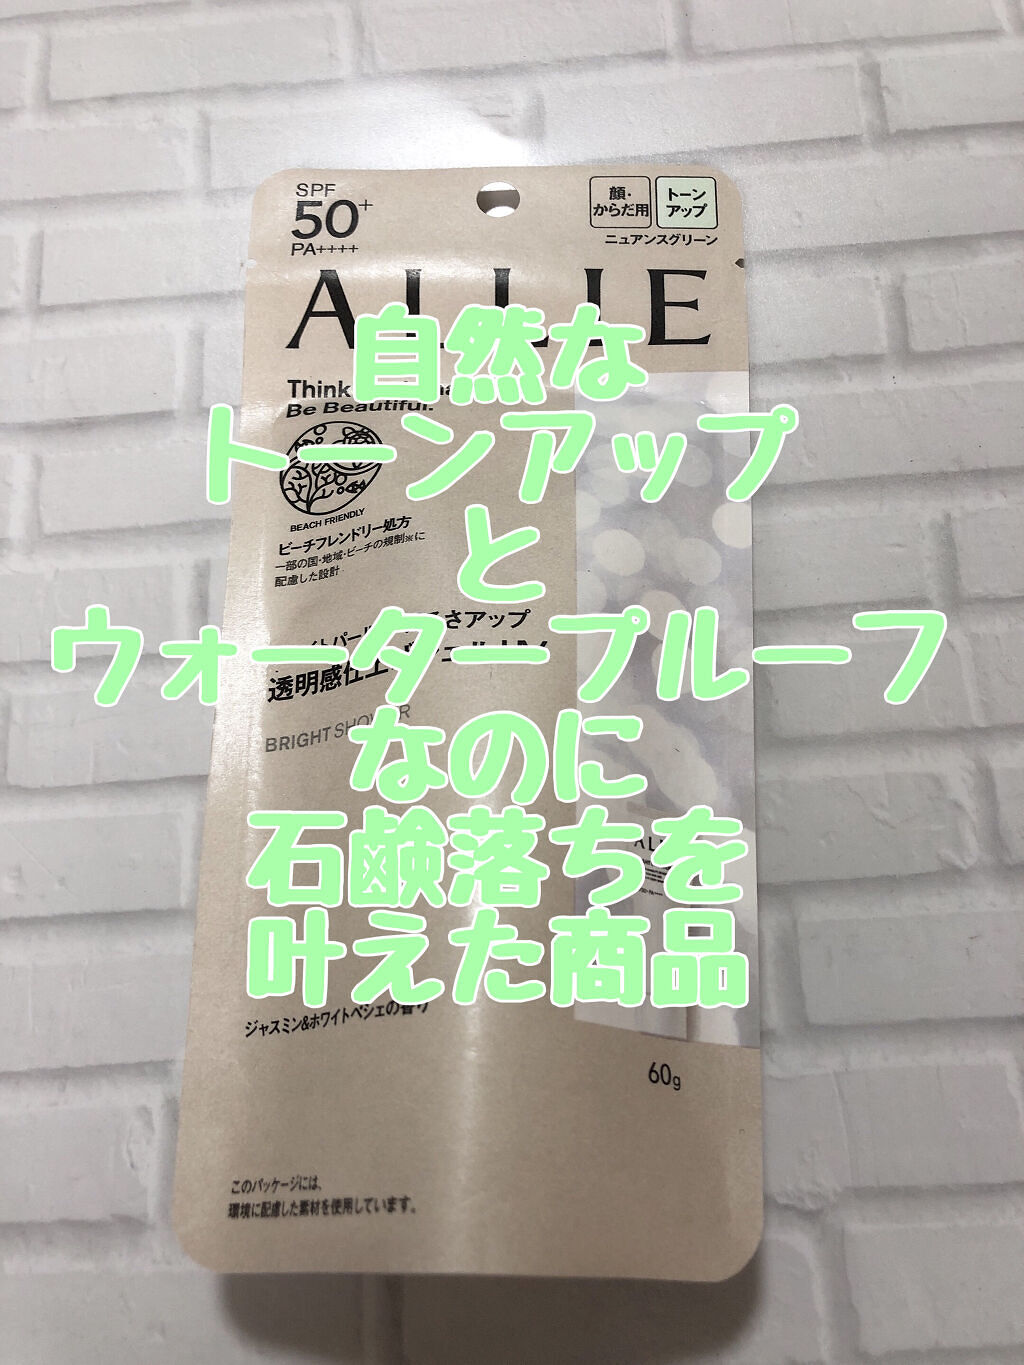 SPF
50+
PA++++
顔・
からだ用
トーン
アップ
ニュアンスグリーン
ALLIE
Think
Be Beautiful.
自然な
トーンアップ
と
ウォータープルーフ
なのに
石鹸落ちを
叶えた商品
BEACH FRIENDLY
ビーチフレンドリー処方
一部の国・地域・ビーチの規制※に
配慮した設計
さアップ
透明感仕上
BRIGHT SHOWER
ジャスミン&ホワイトペシェの香り
60g
このパッケージには、
環境に配慮した素材を使用しています。